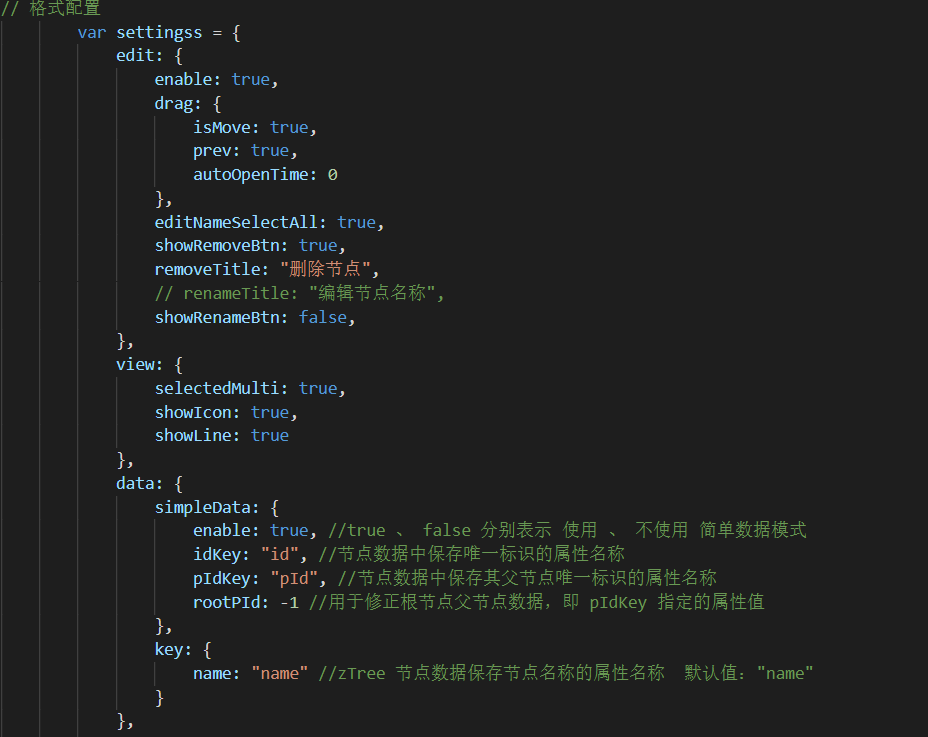 // 格式配置
var settingss = {
edit: {
enable: true,
drag: {
isMove: true,
prev: true,
autoOpenTime: 0
},
editNameSelectAll: true,
showRemoveBtn: true,
removeTitle: "删除节点",
// renameTitle: "编辑节点名称",
showRenameBtn: false,
},
view: {
selectedMulti: true,
showIcon: true,
showLine: true
},
data: {
simpleData: {
enable: true, //true 、 false 分别表示 使用 、 不使用 简单数据模式
idKey: "id", //节点数据中保存唯一标识的属性名称
pIdKey: "pId", //节点数据中保存其父节点唯一标识的属性名称
rootPId: -1 //用于修正根节点父节点数据，即 pIdKey 指定的属性值
},
key: {
name: "name" //zTree 节点数据保存节点名称的属性名称  默认值："name"
}
},